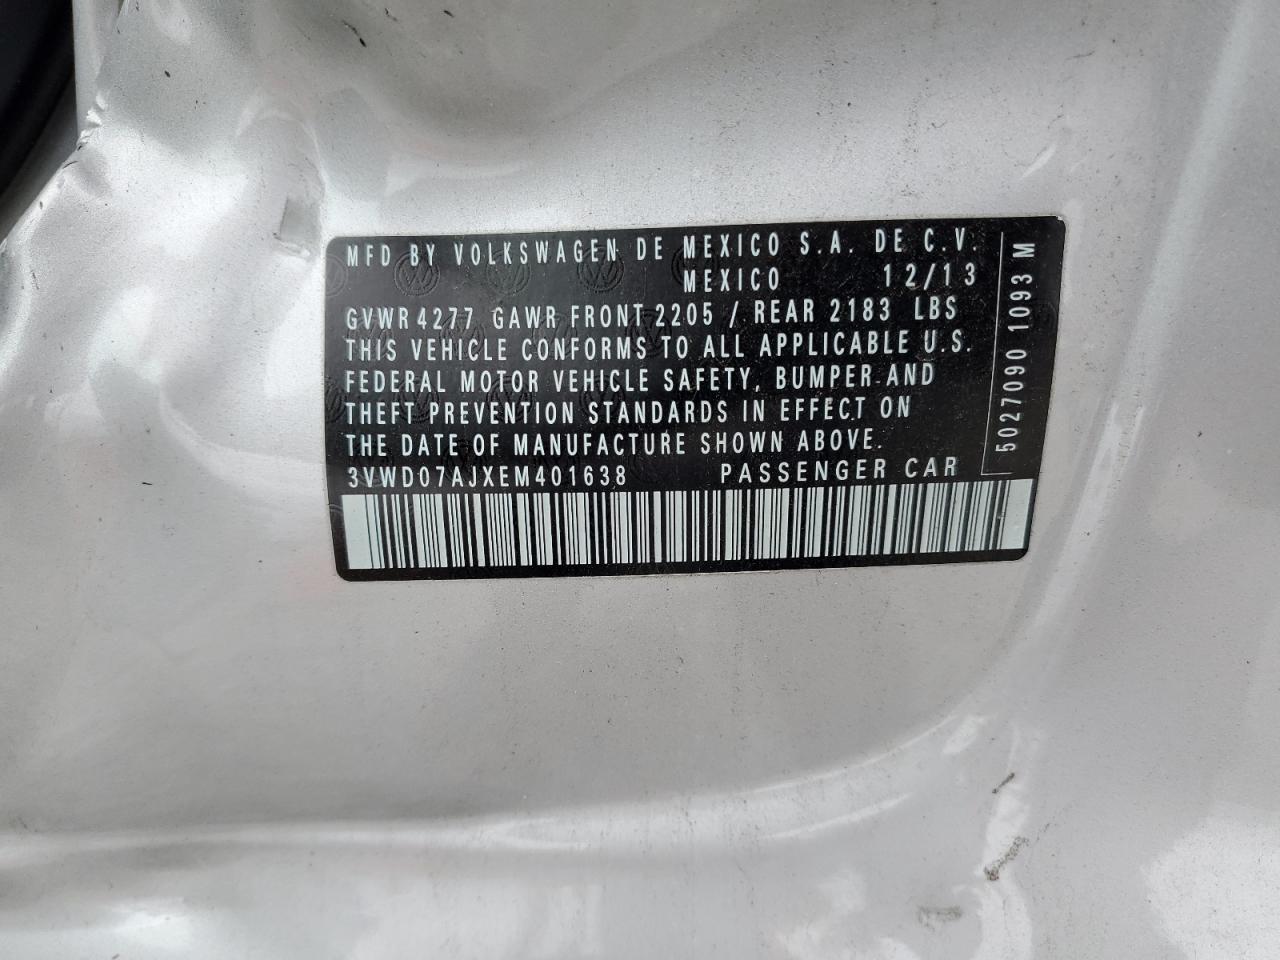 MFD BY VOLKSWAGEN DE MEXICO S.A. DE C.V.
MEXICO 12/13
GVWR 4277 GAWR FRONT 2205 / REAR 2183 LBS
THIS VEHICLE CONFORMS TO ALL APPLICABLE U.S.
FEDERAL MOTOR VEHICLE SAFETY, BUMPER AND
THEFT PREVENTION STANDARDS IN EFFECT ON
THE DATE OF MANUFACTURE SHOWN ABOVE.
3VWD07AJXEM401638 PASSENGER CAR
5027090 1093 M